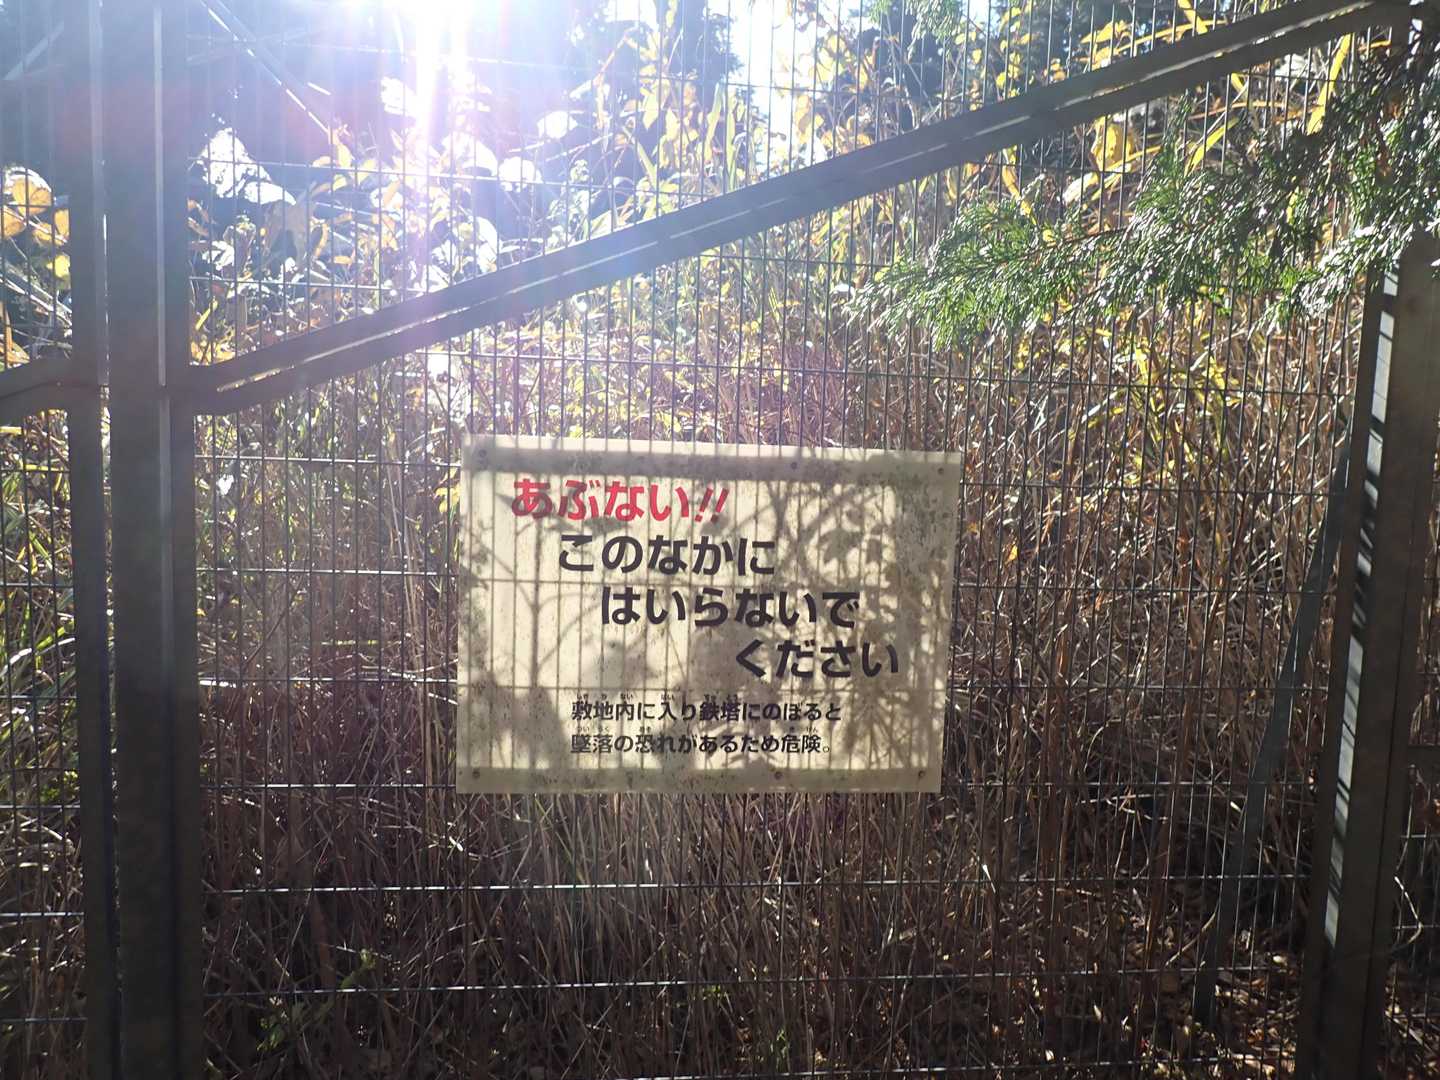 あぶない!!
このなかに
はいらないで
ください
敷地内に入り鉄塔にのぼると
墜落の恐れがあるため危険。